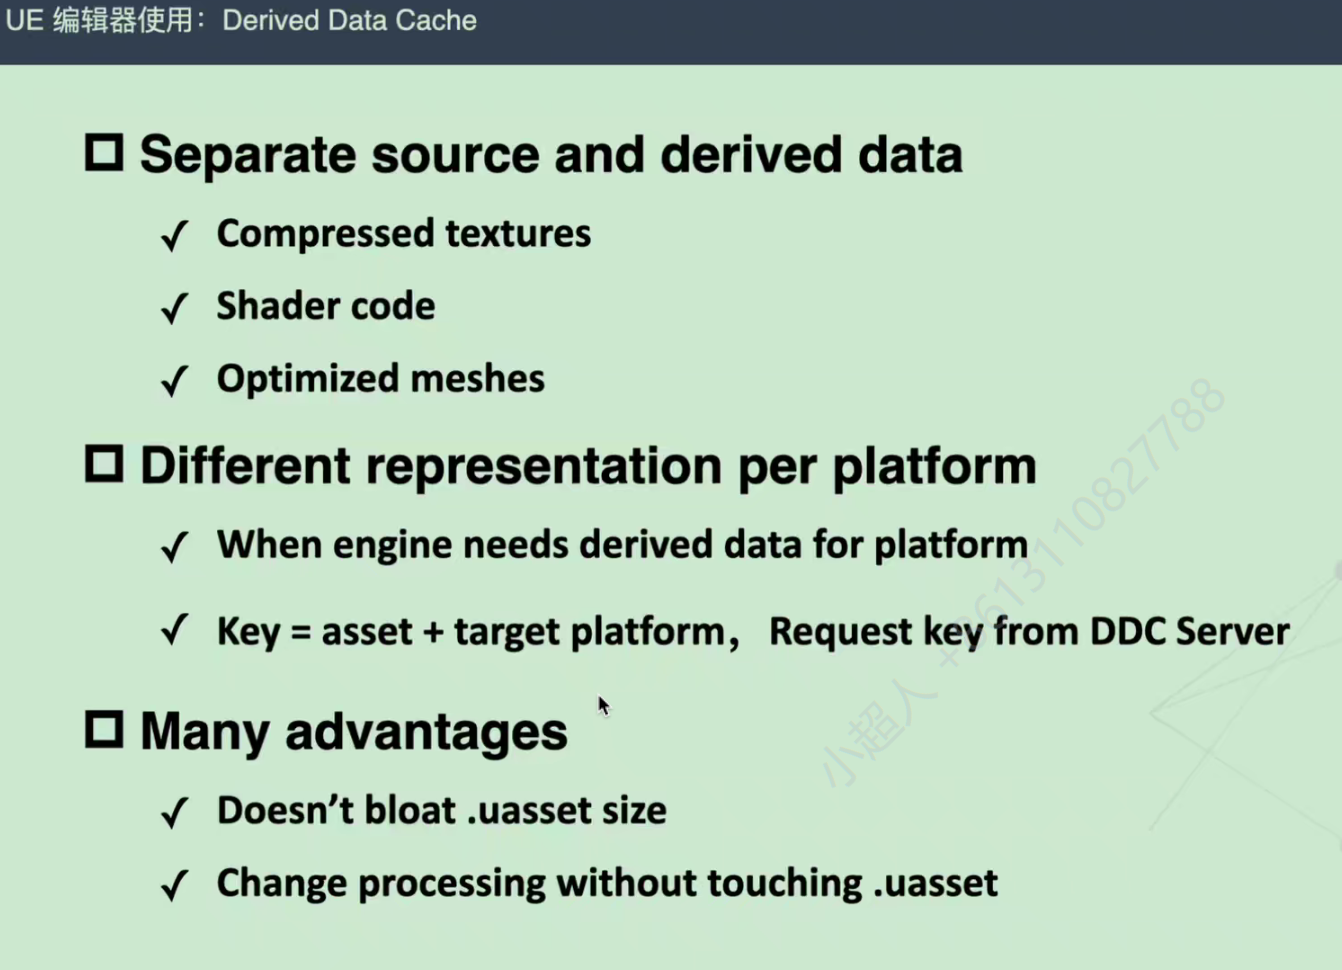 UE 编辑器使用：Derived Data Cache
Separate source and derived data
✓ Compressed textures
✓ Shader code
✓ Optimized meshes
Different representation per platform
✓ When engine needs derived data for platform
✓ Key = asset + target platform，Request key from DDC Server
Many advantages
✓ Doesn’t bloat .uasset size
✓ Change processing without touching .uasset
小超人 +8613110827788